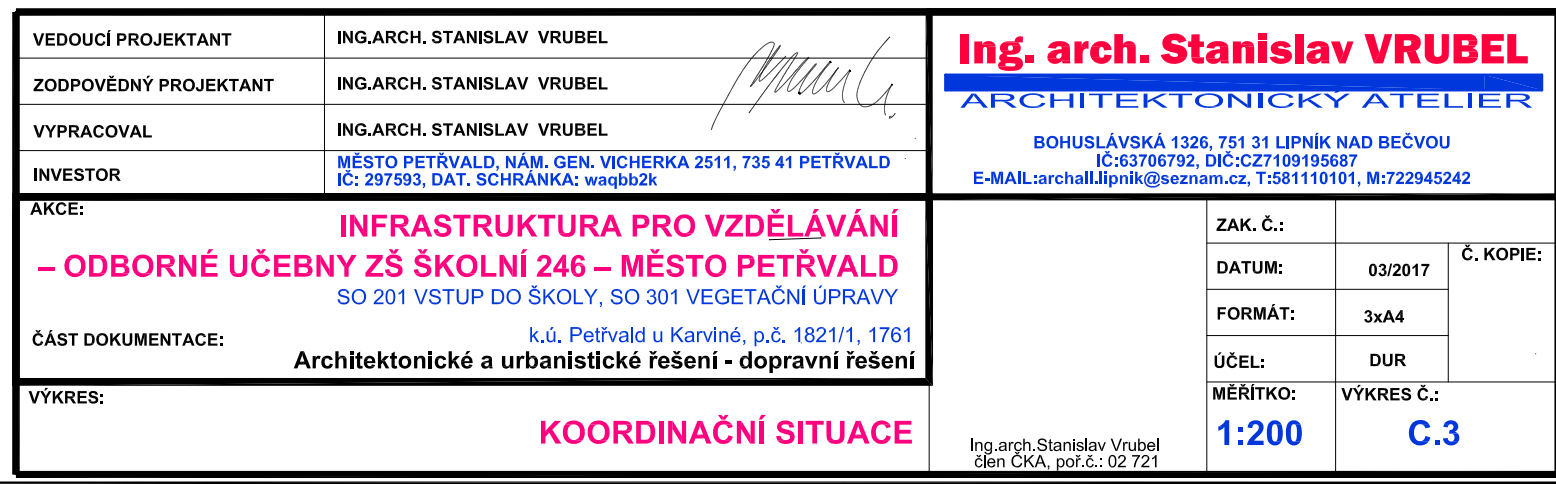 VEDOUCÍ PROJEKTANT
ING.ARCH. STANISLAV VRUBEL
ZODPOVĚDNÝ PROJEKTANT
ING.ARCH. STANISLAV VRUBEL
VYPRACOVAL
ING.ARCH. STANISLAV VRUBEL
INVESTOR
MĚSTO PETŘVALD, NÁM. GEN. VICHERKA 2511, 735 41 PETŘVALD
IČ: 297593, DAT. SCHRÁNKA: waqbb2k
Ing. arch. Stanislav VRUBEL
ARCHITEKTONICKÝ ATELIER
BOHUSLÁVSKÁ 1326, 751 31 LIPNÍK NAD BEČVOU
IČ:63706792, DIČ:CZ7109195687
E-MAIL:archall.lipnik@seznam.cz, T:581110101, M:722945242
AKCE:
INFRASTRUKTURA PRO VZDĚLÁVÁNÍ
– ODBORNÉ UČEBNY ZŠ ŠKOLNÍ 246 – MĚSTO PETŘVALD
SO 201 VSTUP DO ŠKOLY, SO 301 VEGETAČNÍ ÚPRAVY
k.ú. Petřvald u Karviné, p.č. 1821/1, 1761
ČÁST DOKUMENTACE:
Architektonické a urbanistické řešení - dopravní řešení
VÝKRES:
KOORDINAČNÍ SITUACE
Ing.arch.Stanislav Vrubel
člen ČKA, poř.č.: 02 721
ZAK. Č.:
DATUM:
03/2017
Č. KOPIE:
FORMÁT:
3xA4
ÚČEL:
DUR
MĚŘÍTKO:
1:200
VÝKRES Č.:
C.3